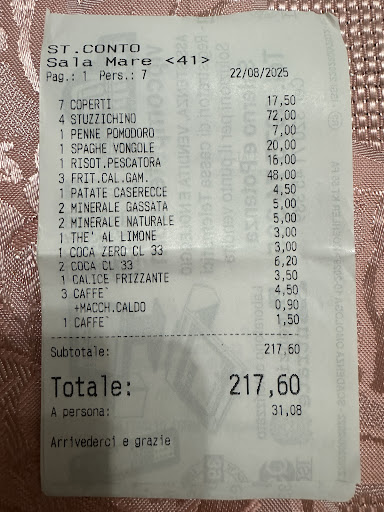 ST.CONTO
Sala Mare <41>
Pag.: 1 Pers.: 7 22/08/2025
7 COPERTI 17,50
4 STUZZICHINO 72,00
1 PENNE POMODORO 7,00
1 SPAGHE VONGOLE 20,00
1 RISOT.PESCATORA 16,00
3 FRIT.CAL.GAM. 48,00
1 PATATE CASERECCE 4,50
2 MINERALE GASSATA 5,00
2 MINERALE NATURALE 5,00
1 THE' AL LIMONE 3,00
1 COCA ZERO CL 33 3,00
2 COCA CL 33 6,20
1 CALICE FRIZZANTE 3,50
3 CAFFE` 4,50
+MACCH.CALDO 0,90
1 CAFFE` 1,50
Subtotale: 217,60
Totale: 217,60
A persona: 31,08
Arrivederci e grazie